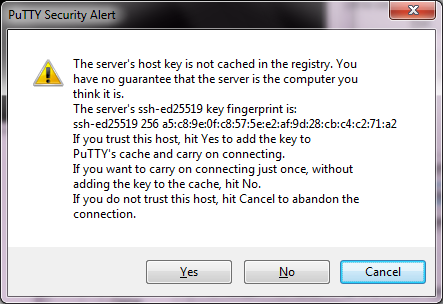 PuTTY Security Alert
The server's host key is not cached in the registry. You
have no guarantee that the server is the computer you
think it is.
The server's ssh-ed25519 key fingerprint is:
ssh-ed25519 256 a5:c8:9e:0f:c8:57:5e:e2:af:9d:28:cb:c4:c2:71:a2
If you trust this host, hit Yes to add the key to
PuTTY's cache and carry on connecting.
If you want to carry on connecting just once, without
adding the key to the cache, hit No.
If you do not trust this host, hit Cancel to abandon the
connection.
Yes
No
Cancel